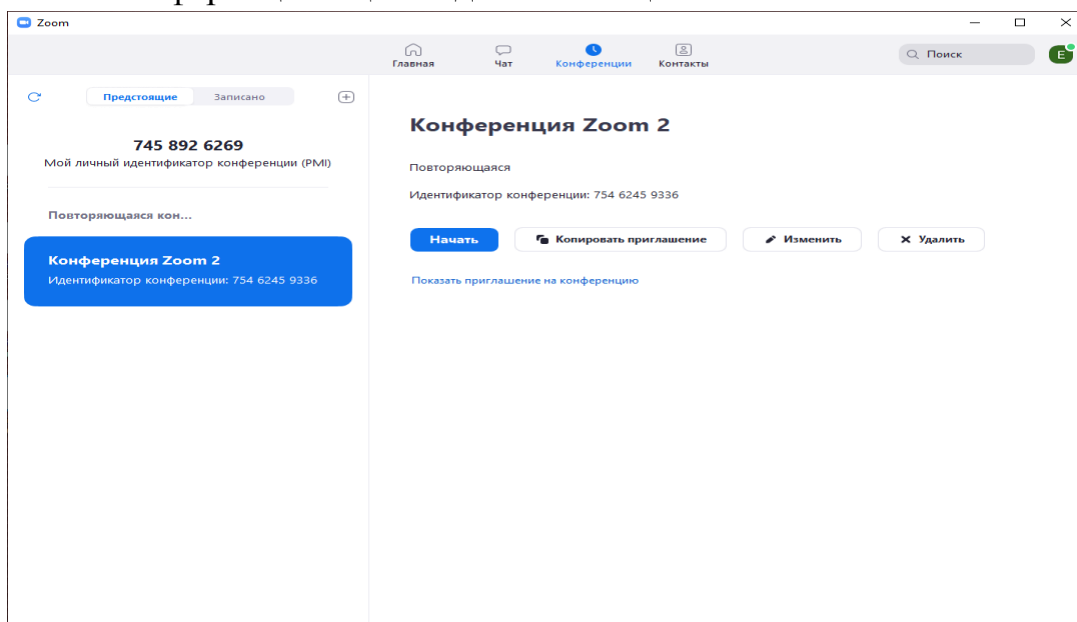 Zoom
Главная Чат Конференции Контакты
Поиск
E
Предстоящие Записано
745 892 6269
Мой личный идентификатор конференции (PMI)
Повторяющаяся кон...
Конференция Zoom 2
Идентификатор конференции: 754 6245 9336
Конференция Zoom 2
Повторяющаяся
Идентификатор конференции: 754 6245 9336
Начать Копировать приглашение Изменить Удалить
Показать приглашение на конференцию